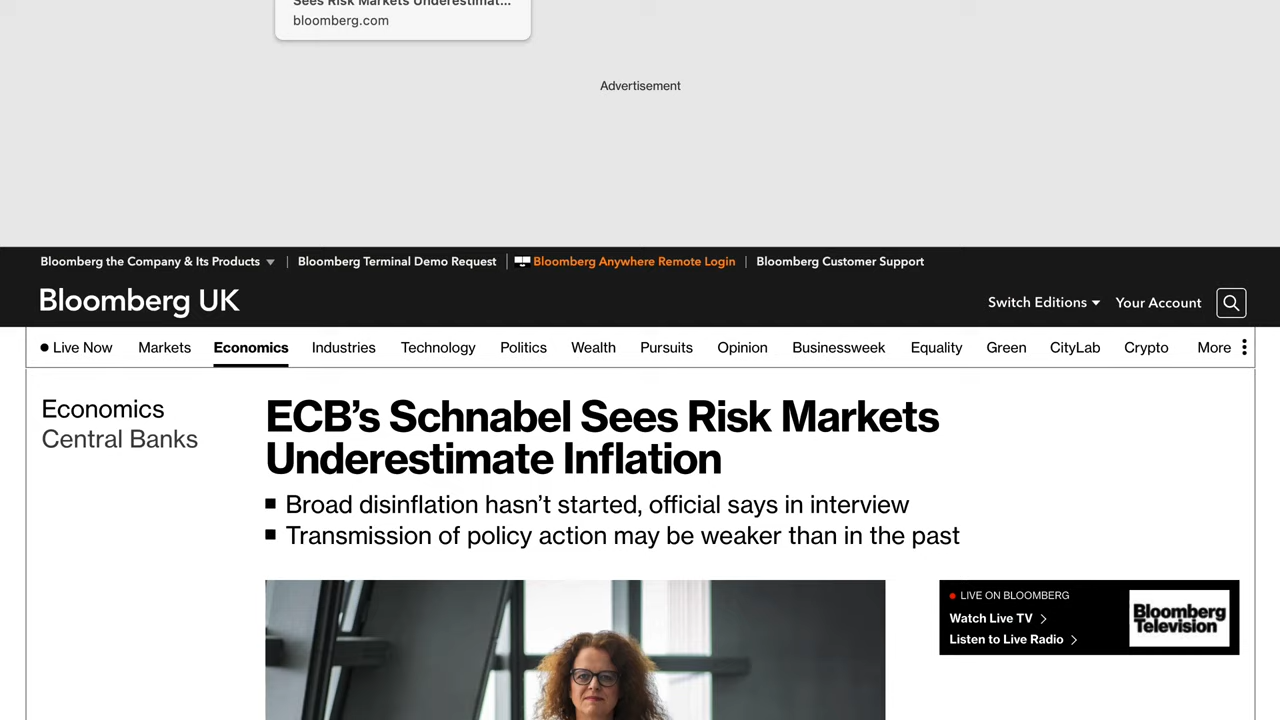 Sees Risk Markets Underestimat...
bloomberg.com
Advertisement
Bloomberg the Company & Its Products
Bloomberg Terminal Demo Request
Bloomberg Anywhere Remote Login
Bloomberg Customer Support
Bloomberg UK
Switch Editions
Your Account
Live Now
Markets
Economics
Industries
Technology
Politics
Wealth
Pursuits
Opinion
Businessweek
Equality
Green
CityLab
Crypto
More
Economics
Central Banks
ECB’s Schnabel Sees Risk Markets
Underestimate Inflation
Broad disinflation hasn’t started, official says in interview
Transmission of policy action may be weaker than in the past
LIVE ON BLOOMBERG
Watch Live TV
Listen to Live Radio
Bloomberg
Television